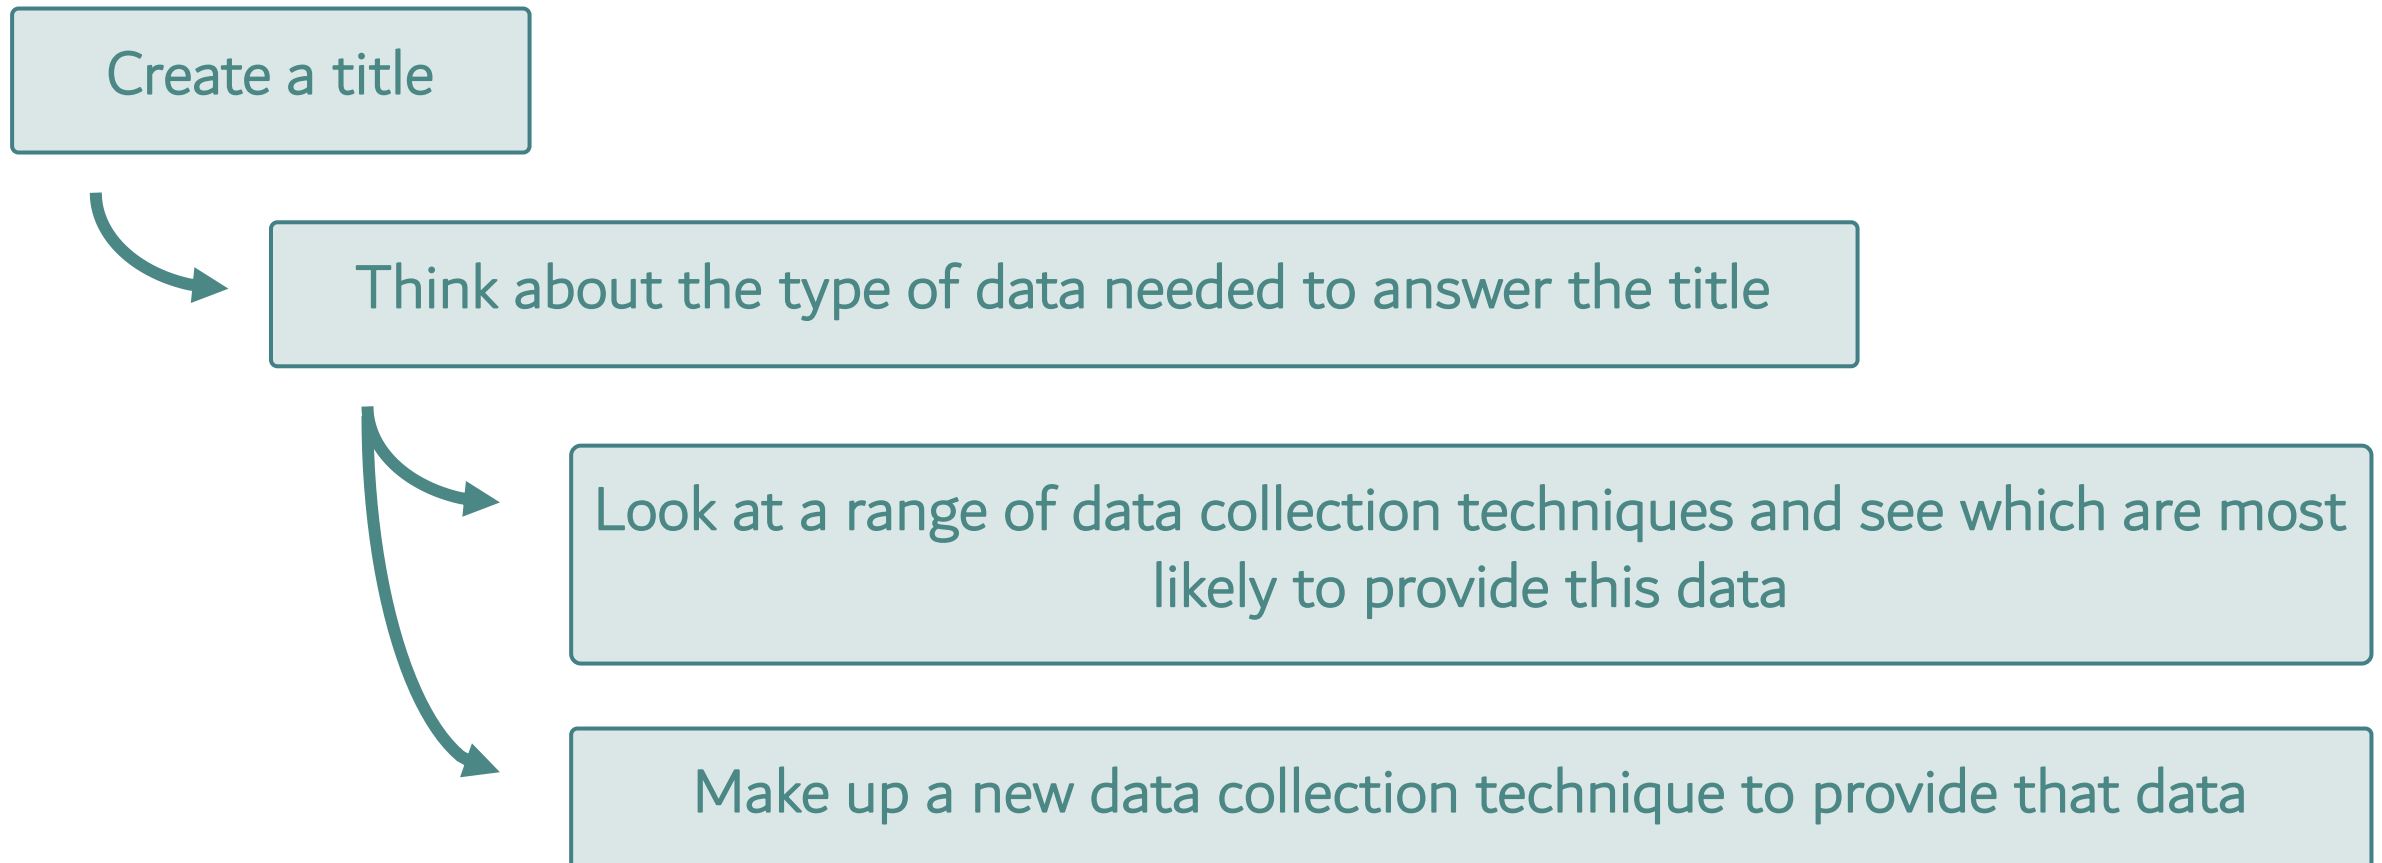 Create a title
Think about the type of data needed to answer the title
Look at a range of data collection techniques and see which are most
likely to provide this data
Make up a new data collection technique to provide that data